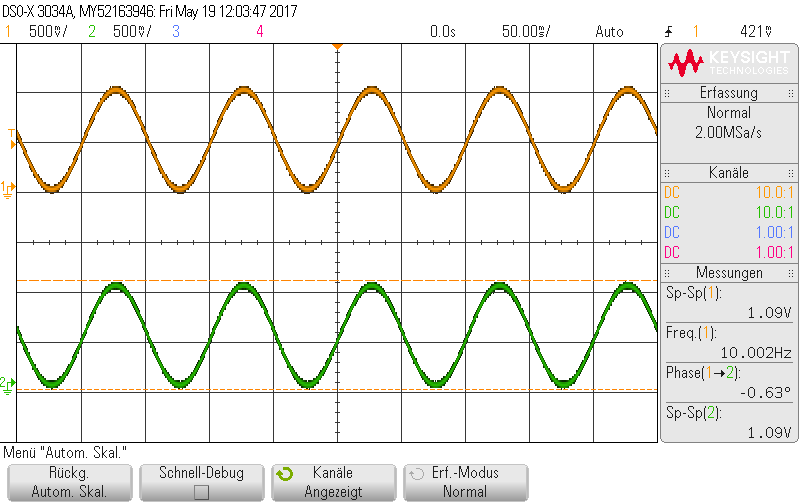 DSO-X 3034A, MY52163946: Fri May 19 12:03:47 2017
1 500mV/ 2 500mV/ 3 4 0.0s 50.00ms/ Auto 1 421mV
KEYSIGHT
TECHNOLOGIES
Erfassung
Normal
2.00MSa/s
Kanäle
DC 10.0:1
DC 10.0:1
DC 1.00:1
DC 1.00:1
Messungen
Sp-Sp(1):
1.09V
Freq.(1):
10.002Hz
Phase(1→2):
-0.63°
Sp-Sp(2):
1.09V
T
1
2
Menü "Autom. Skal."
Rückg.
Autom. Skal.
Schnell-Debug
Kanäle
Angezeigt
Erf.-Modus
Normal